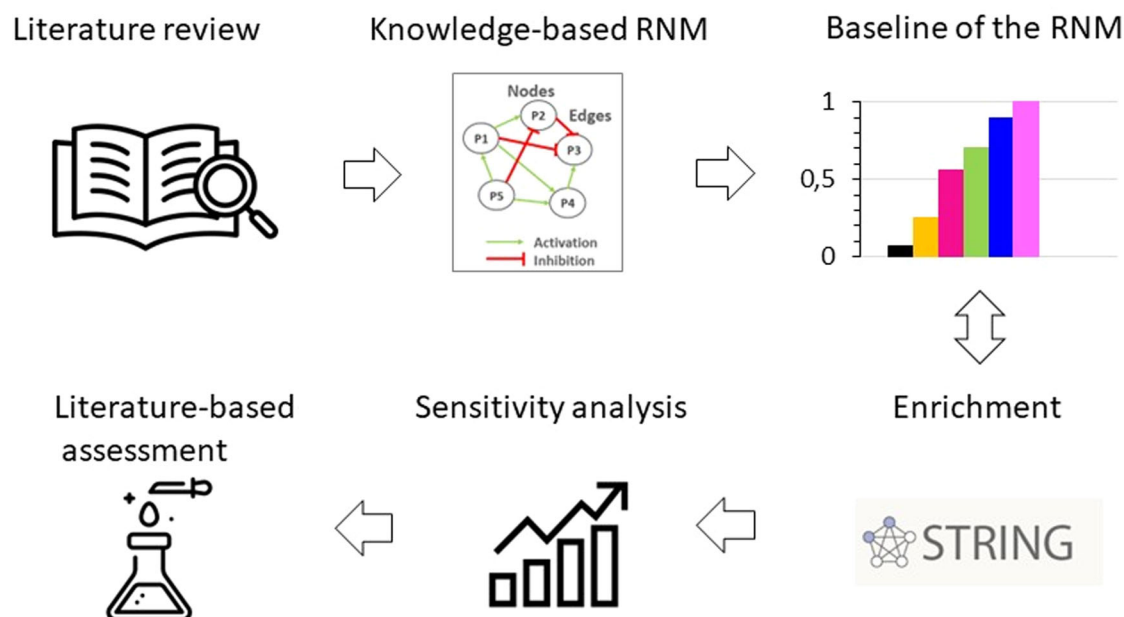 Literature review
Knowledge-based RNM
Baseline of the RNM
Nodes
Edges
P1
P2
P3
P5
P4
Activation
Inhibition
1
0,5
0
Literature-based
assessment
Sensitivity analysis
Enrichment
STRING